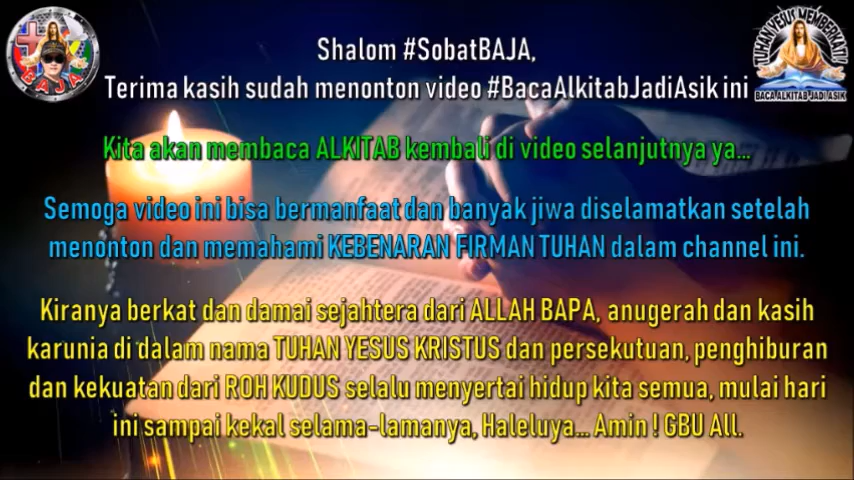 Shalom #SobatBAJA,
Terima kasih sudah menonton video #BacaAlkitabJadiAsik ini
Kita akan membaca ALKITAB kembali di video selanjutnya ya...
Semoga video ini bisa bermanfaat dan banyak jiwa diselamatkan setelah
menonton dan memahami KEBENARAN FIRMAN TUHAN dalam channel ini.
Kiranya berkat dan damai sejahtera dari ALLAH BAPA, anugerah dan kasih
karunia di dalam nama TUHAN YESUS KRISTUS dan persekutuan, penghiburan
dan kekuatan dari ROH KUDUS selalu menyertai hidup kita semua, mulai hari
ini sampai kekal selama-lamanya, Haleluya... Amin ! GBU All.
BAJA
TUHAN YESUS MEMBERKATI
BACA ALKITAB JADI ASIK